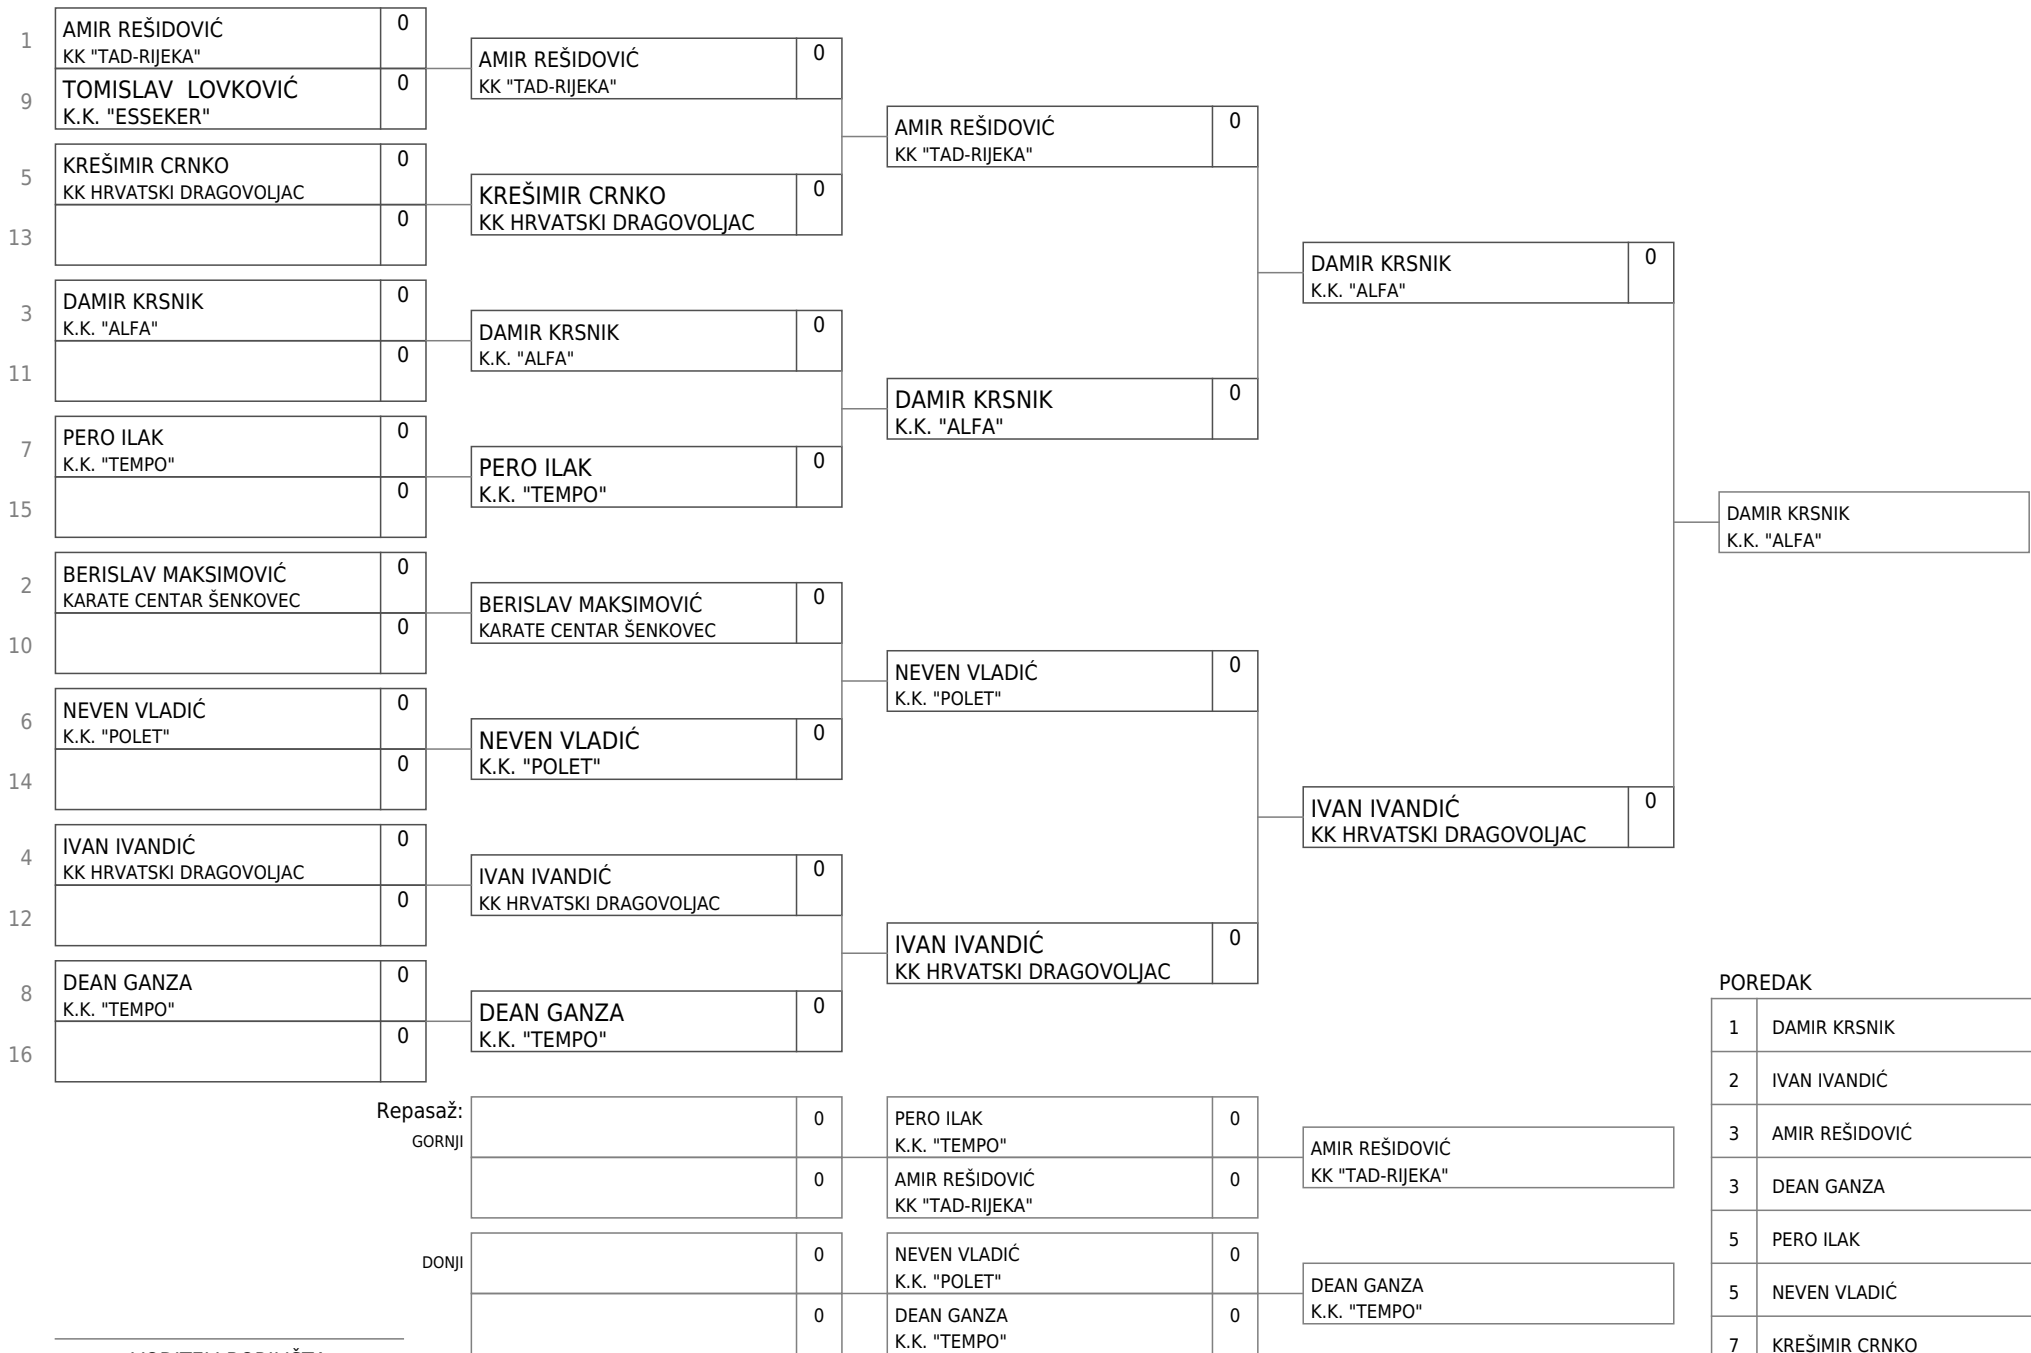 1
AMIR REŠIDOVIĆ
KK "TAD-RIJEKA"
0
9
TOMISLAV  LOVKOVIĆ
K.K. "ESSEKER"
0
5
KREŠIMIR CRNKO
KK HRVATSKI DRAGOVOLJAC
0
13
0
3
DAMIR KRSNIK
K.K. "ALFA"
0
11
0
7
PERO ILAK
K.K. "TEMPO"
0
15
0
2
BERISLAV MAKSIMOVIĆ
KARATE CENTAR ŠENKOVEC
0
10
0
6
NEVEN VLADIĆ
K.K. "POLET"
0
14
0
4
IVAN IVANDIĆ
KK HRVATSKI DRAGOVOLJAC
0
12
0
8
DEAN GANZA
K.K. "TEMPO"
0
16
0
AMIR REŠIDOVIĆ
KK "TAD-RIJEKA"
0
KREŠIMIR CRNKO
KK HRVATSKI DRAGOVOLJAC
0
DAMIR KRSNIK
K.K. "ALFA"
0
PERO ILAK
K.K. "TEMPO"
0
BERISLAV MAKSIMOVIĆ
KARATE CENTAR ŠENKOVEC
0
NEVEN VLADIĆ
K.K. "POLET"
0
IVAN IVANDIĆ
KK HRVATSKI DRAGOVOLJAC
0
DEAN GANZA
K.K. "TEMPO"
0
AMIR REŠIDOVIĆ
KK "TAD-RIJEKA"
0
DAMIR KRSNIK
K.K. "ALFA"
0
NEVEN VLADIĆ
K.K. "POLET"
0
IVAN IVANDIĆ
KK HRVATSKI DRAGOVOLJAC
0
DAMIR KRSNIK
K.K. "ALFA"
0
IVAN IVANDIĆ
KK HRVATSKI DRAGOVOLJAC
0
DAMIR KRSNIK
K.K. "ALFA"
Repasaž:
GORNJI
0
0
PERO ILAK
K.K. "TEMPO"
0
AMIR REŠIDOVIĆ
KK "TAD-RIJEKA"
0
AMIR REŠIDOVIĆ
KK "TAD-RIJEKA"
DONJI
0
0
NEVEN VLADIĆ
K.K. "POLET"
0
DEAN GANZA
K.K. "TEMPO"
0
DEAN GANZA
K.K. "TEMPO"
POREDAK
1 DAMIR KRSNIK
2 IVAN IVANDIĆ
3 AMIR REŠIDOVIĆ
3 DEAN GANZA
5 PERO ILAK
5 NEVEN VLADIĆ
7 KREŠIMIR CRNKO